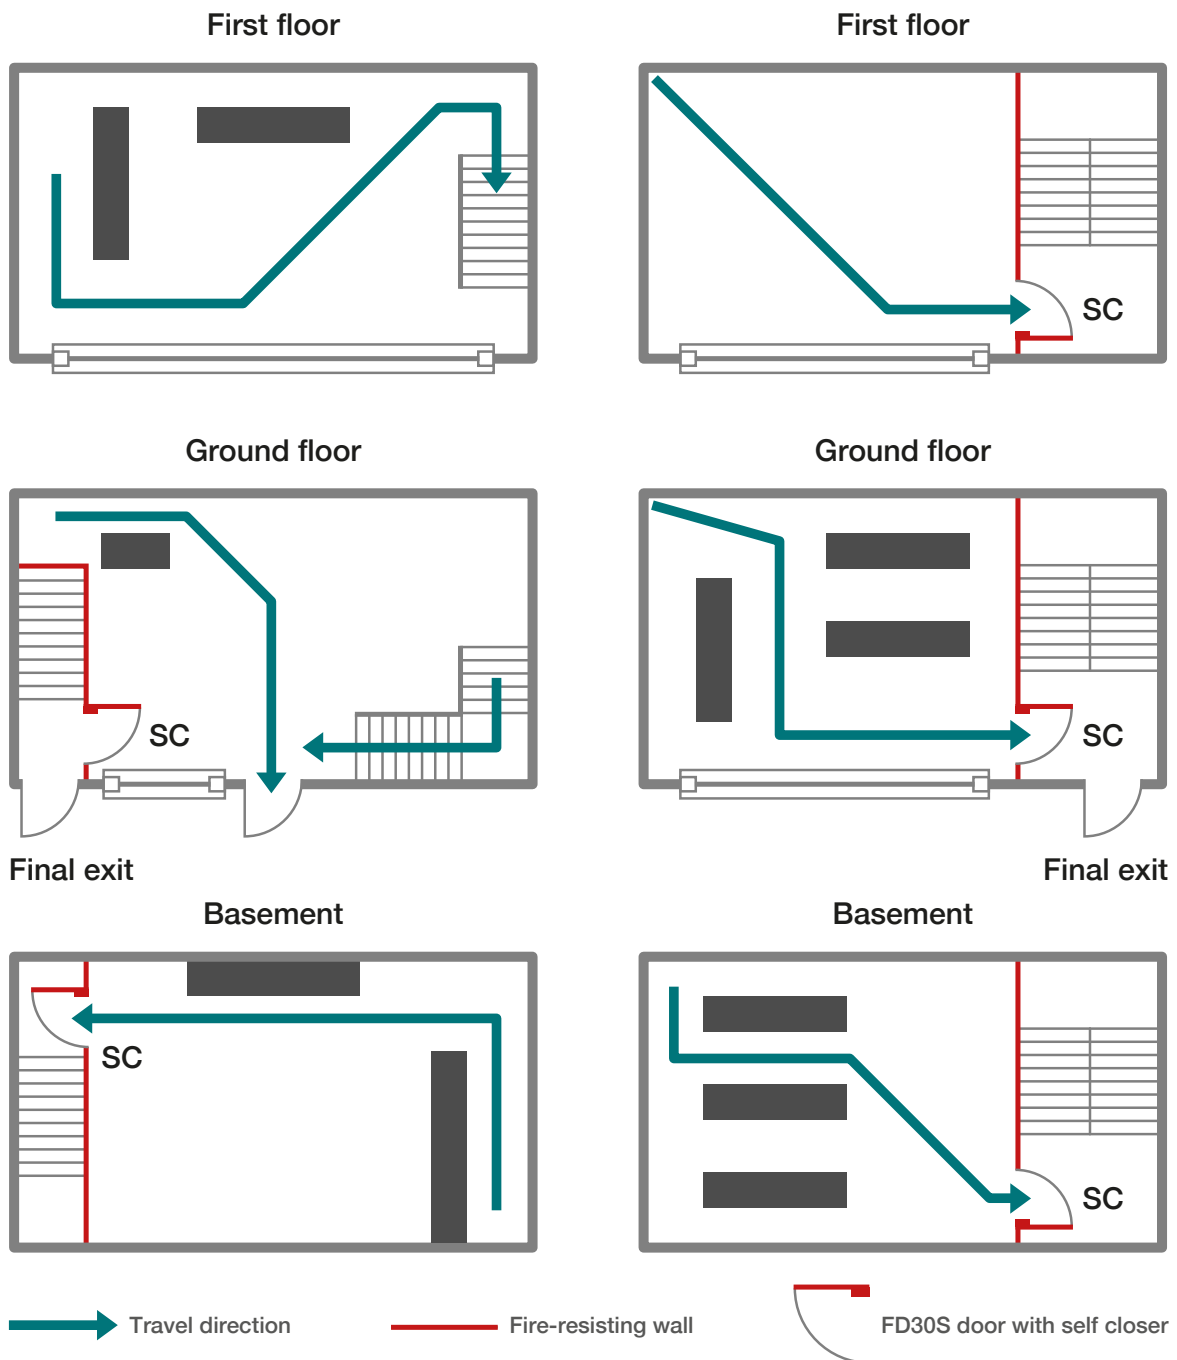 First floor
First floor
SC
Ground floor
Ground floor
SC
SC
Final exit
Final exit
Basement
Basement
SC
SC
Travel direction
Fire-resisting wall
FD30S door with self closer